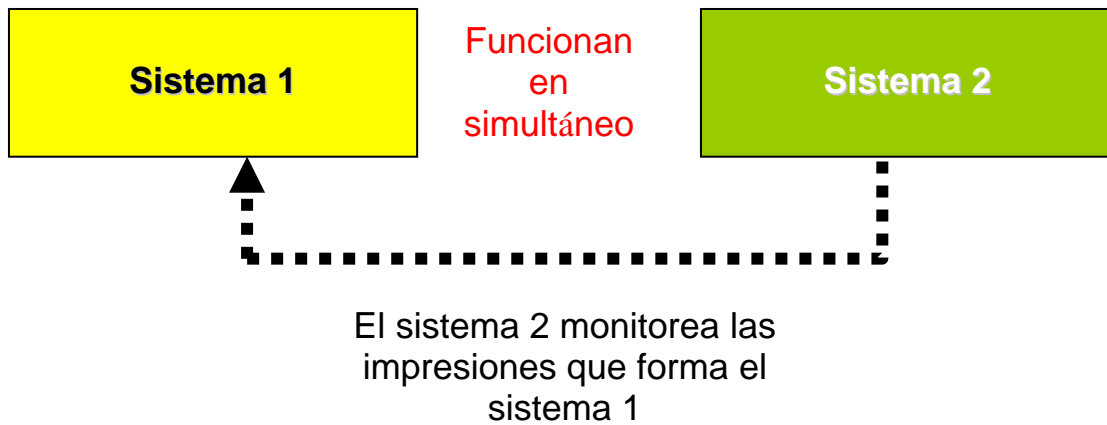 Sistema 1
Funcionan
en
simultáneo
Sistema 2
El sistema 2 monitorea las
impresiones que forma el
sistema 1